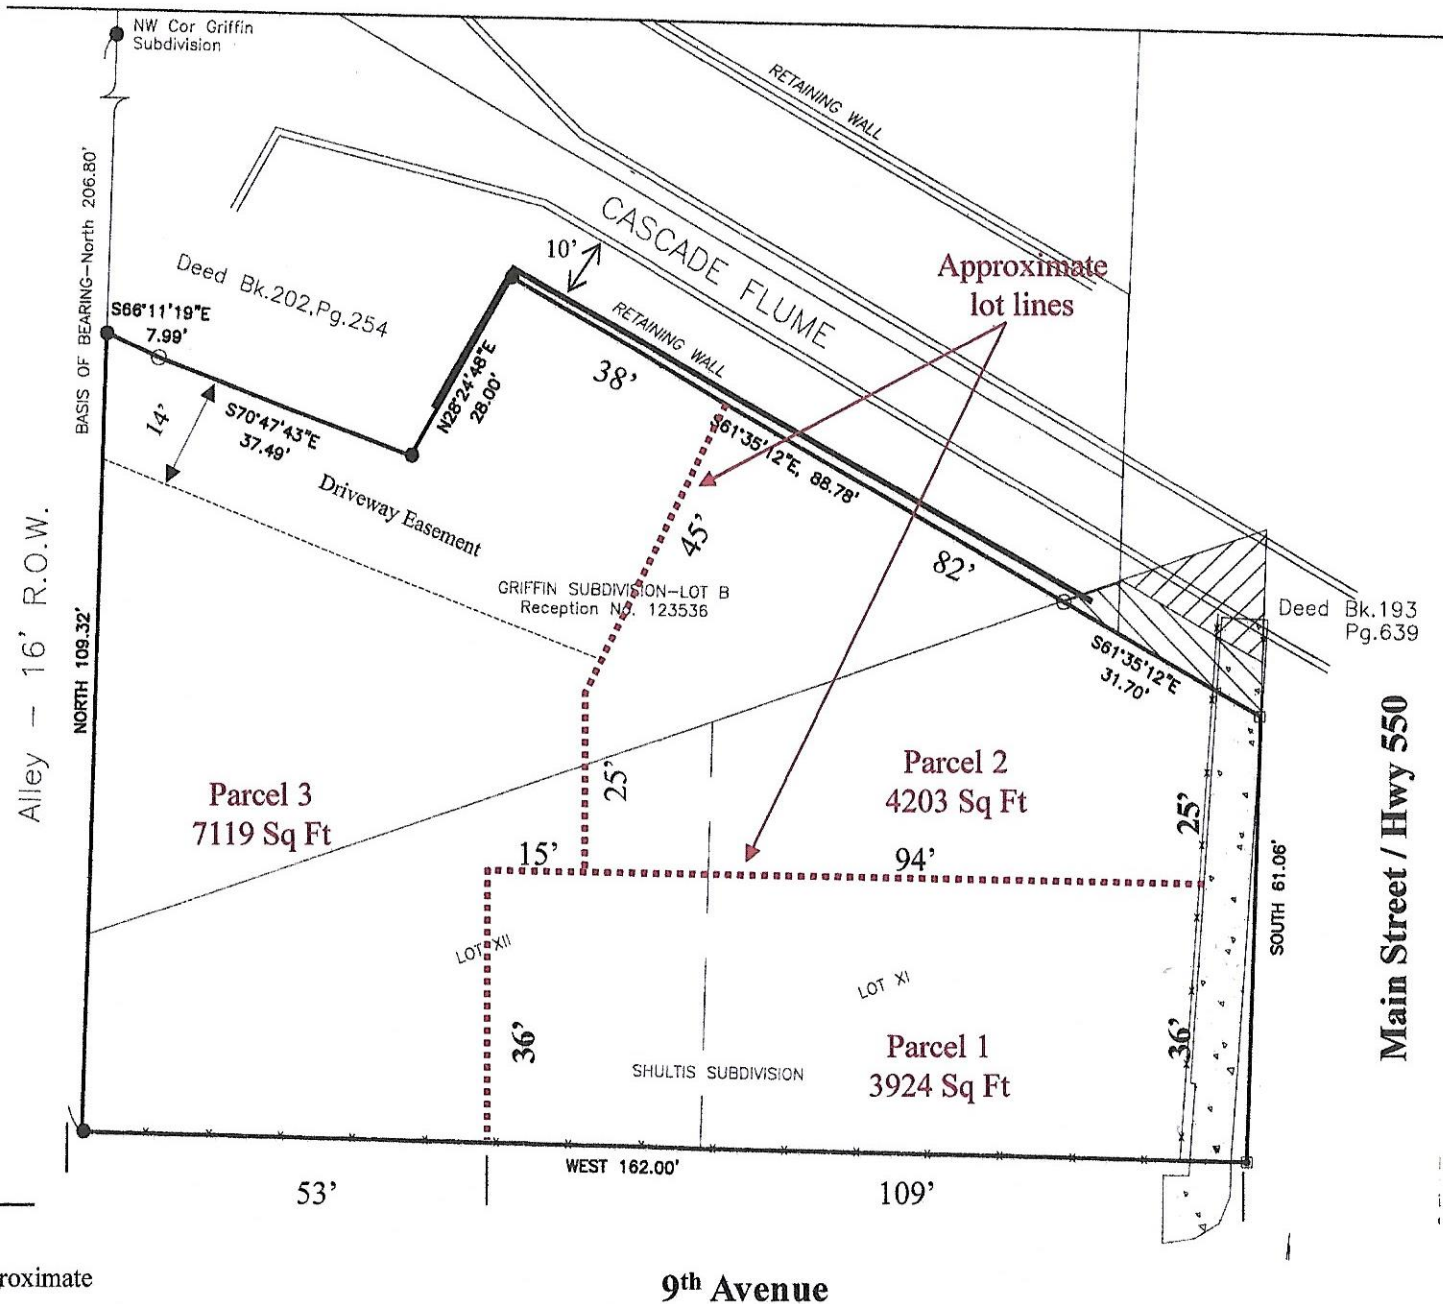 NW Cor Griffin
Subdivision
RETAINING WALL
BASIS OF BEARING—North 206.80'
CASCADE FLUME
10'
Deed Bk.202,Pg.254
Approximate
lot lines
S66°11'19"E
7.99'
RETAINING WALL
38'
N28°24'48"E
28.00'
14'
S70°47'43"E
37.49'
S61°35'12"E, 88.78'
Driveway Easement
45'
82'
GRIFFIN SUBDIVISION—LOT B
Reception No. 123536
Deed Bk.193
Pg.639
Alley — 16' R.O.W.
NORTH 109.32'
S61°35'12"E
31.70'
Main Street / Hwy 550
Parcel 3
7119 Sq Ft
25'
Parcel 2
4203 Sq Ft
25'
15'
94'
SOUTH 61.06'
LOT XII
LOT XI
36'
Parcel 1
3924 Sq Ft
36'
SHULTIS SUBDIVISION
WEST 162.00'
53'
109'
roximate
9th Avenue